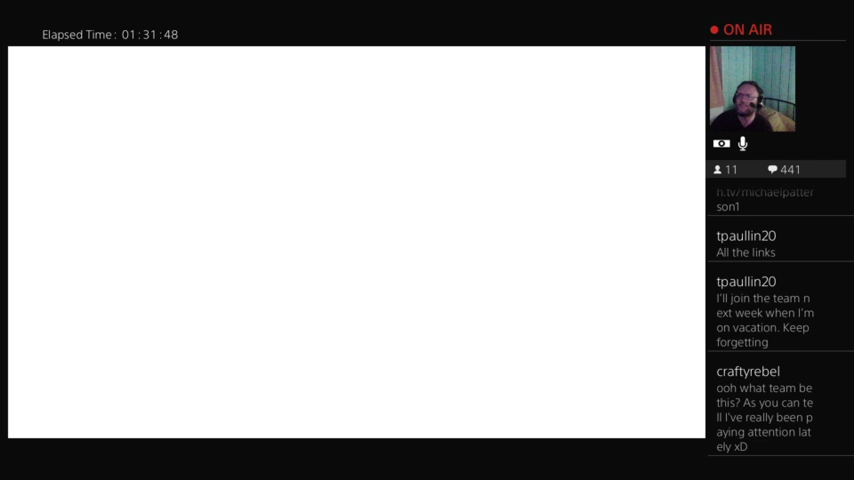 Elapsed Time: 01:31:48
ON AIR
11 441
h.tv/michaelpatter
son1
tpaullin20
All the links
tpaullin20
I'll join the team n
ext week when I'm
on vacation. Keep
forgetting
craftyrebel
ooh what team be
this? As you can te
ll I've really been p
aying attention lat
ely xD